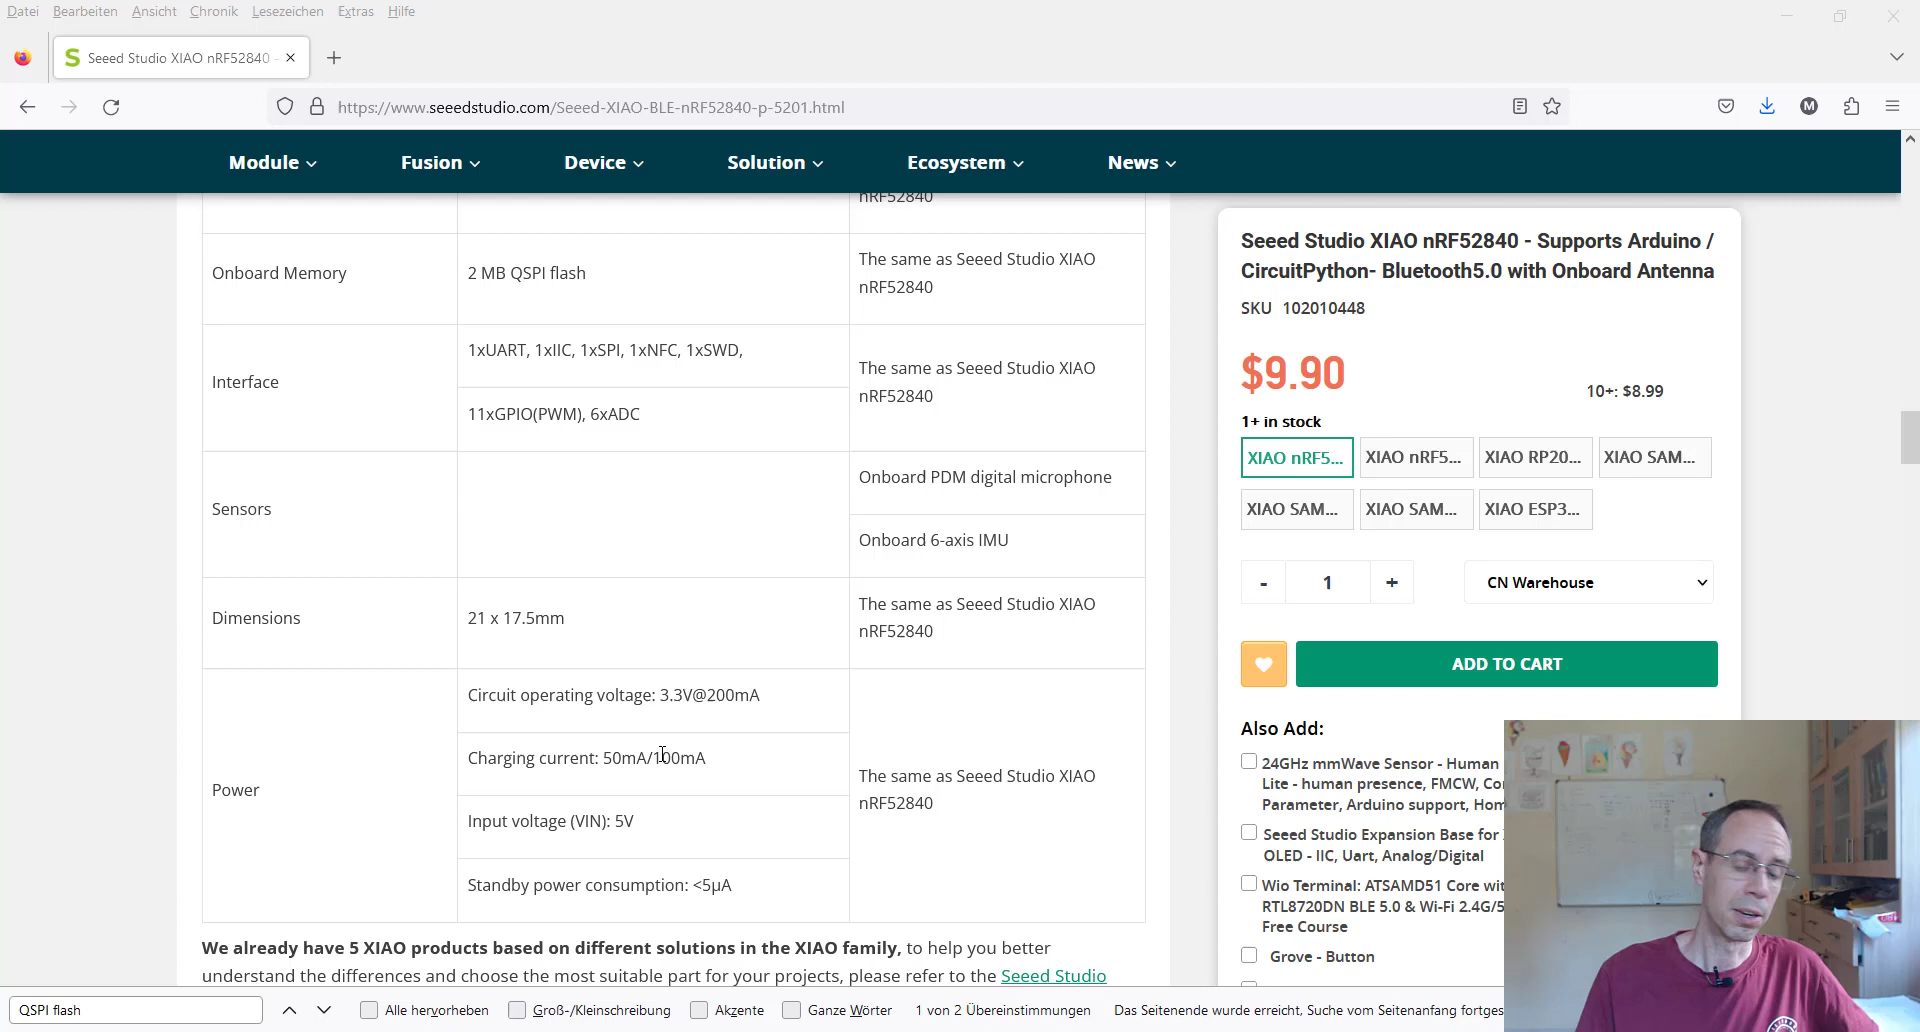 Datei Bearbeiten Ansicht Chronik Lesezeichen Extras Hilfe
Seeed Studio XIAO nRF52840 -
https://www.seeedstudio.com/Seeed-XIAO-BLE-nRF52840-p-5201.html
Module Fusion Device Solution Ecosystem News
nRF52840
Onboard Memory
2 MB QSPI flash
The same as Seeed Studio XIAO
nRF52840
Interface
1xUART, 1xIIC, 1xSPI, 1xNFC, 1xSWD,
11xGPIO(PWM), 6xADC
The same as Seeed Studio XIAO
nRF52840
Sensors
Onboard PDM digital microphone
Onboard 6-axis IMU
Dimensions
21 x 17.5mm
The same as Seeed Studio XIAO
nRF52840
Power
Circuit operating voltage: 3.3V@200mA
Charging current: 50mA/100mA
Input voltage (VIN): 5V
Standby power consumption: <5μA
The same as Seeed Studio XIAO
nRF52840
We already have 5 XIAO products based on different solutions in the XIAO family, to help you better
understand the differences and choose the most suitable part for your projects, please refer to the Seeed Studio
Seeed Studio XIAO nRF52840 - Supports Arduino /
CircuitPython- Bluetooth5.0 with Onboard Antenna
SKU 102010448
$9.90
10+: $8.99
1+ in stock
XIAO nRF5... XIAO nRF5... XIAO RP20... XIAO SAM...
XIAO SAM... XIAO SAM... XIAO ESP3...
- 1 + CN Warehouse
ADD TO CART
Also Add:
24GHz mmWave Sensor - Human
Lite - human presence, FMCW, Co
Parameter, Arduino support, Hom
Seeed Studio Expansion Base for
OLED - IIC, Uart, Analog/Digital
Wio Terminal: ATSAMD51 Core wit
RTL8720DN BLE 5.0 & Wi-Fi 2.4G/5
Free Course
Grove - Button
QSPI flash
Alle hervorheben Groß-/Kleinschreibung Akzente Ganze Wörter 1 von 2 Übereinstimmungen Das Seitenende wurde erreicht, Suche vom Seitenanfang fortges